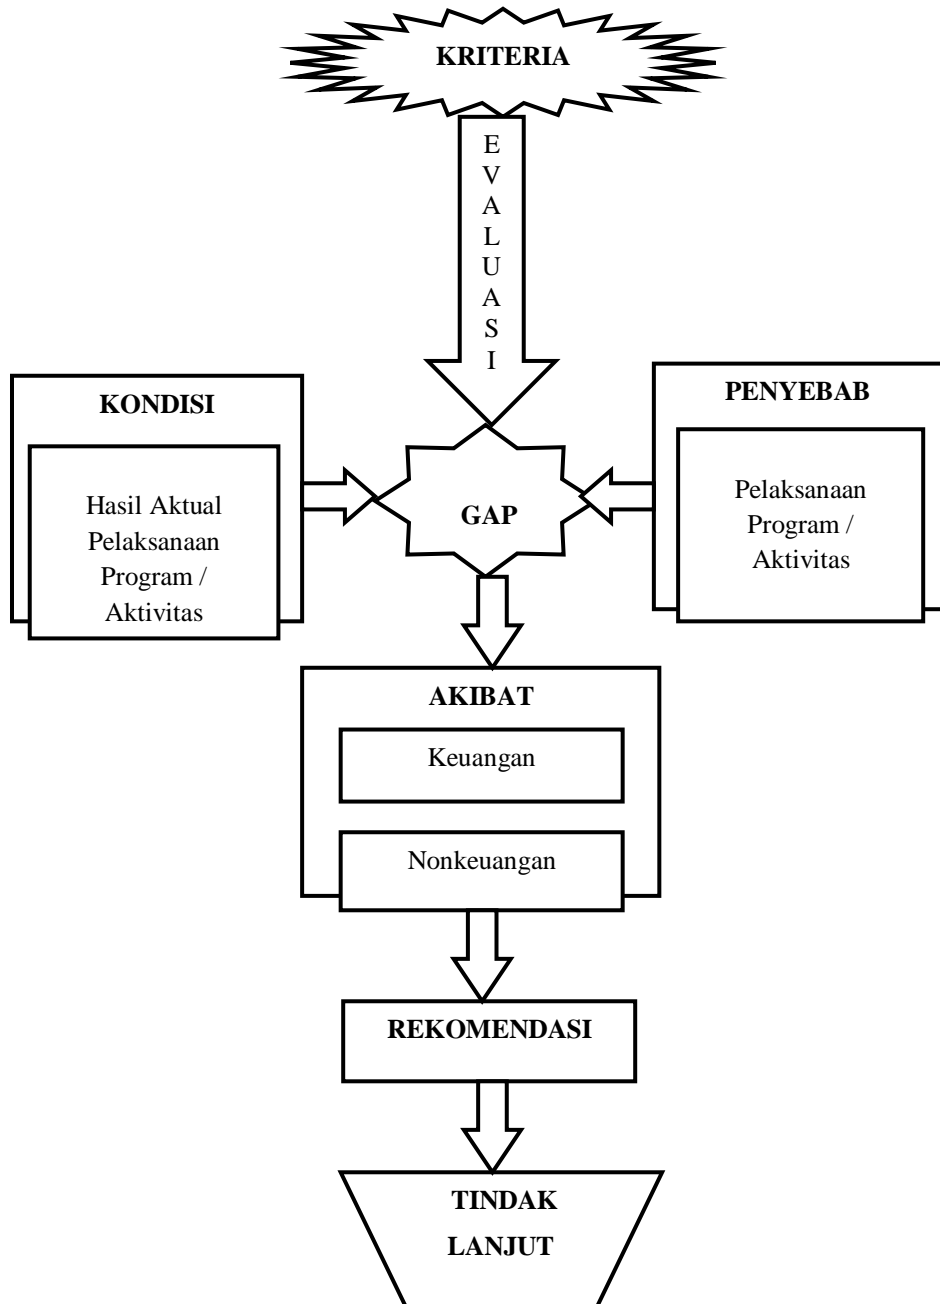 KRITERIA
E
V
A
L
U
A
S
I
KONDISI
Hasil Aktual
Pelaksanaan
Program /
Aktivitas
GAP
PENYEBAB
Pelaksanaan
Program /
Aktivitas
AKIBAT
Keuangan
Nonkeuangan
REKOMENDASI
TINDAK
LANJUT